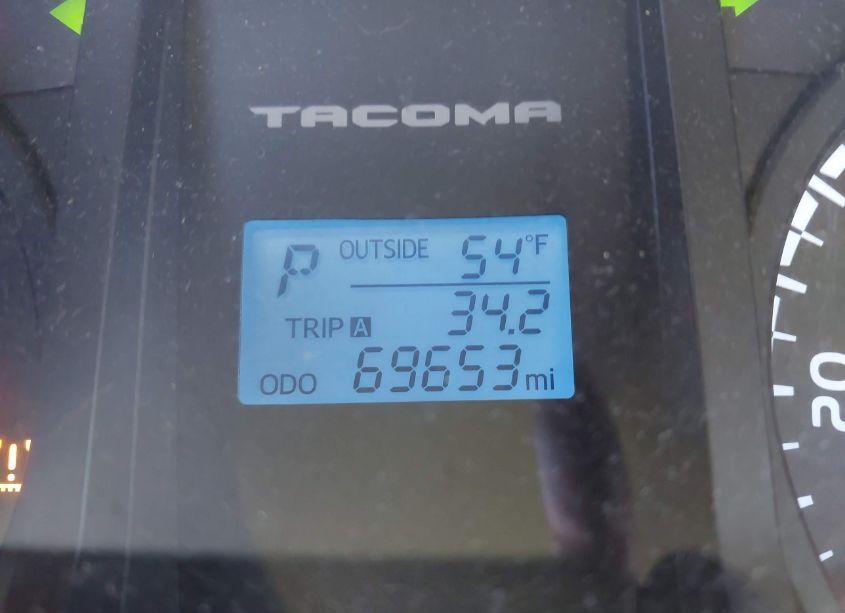 TACOMA
P OUTSIDE 54°F
TRIP A 34.2
ODO 69653 mi
20
!